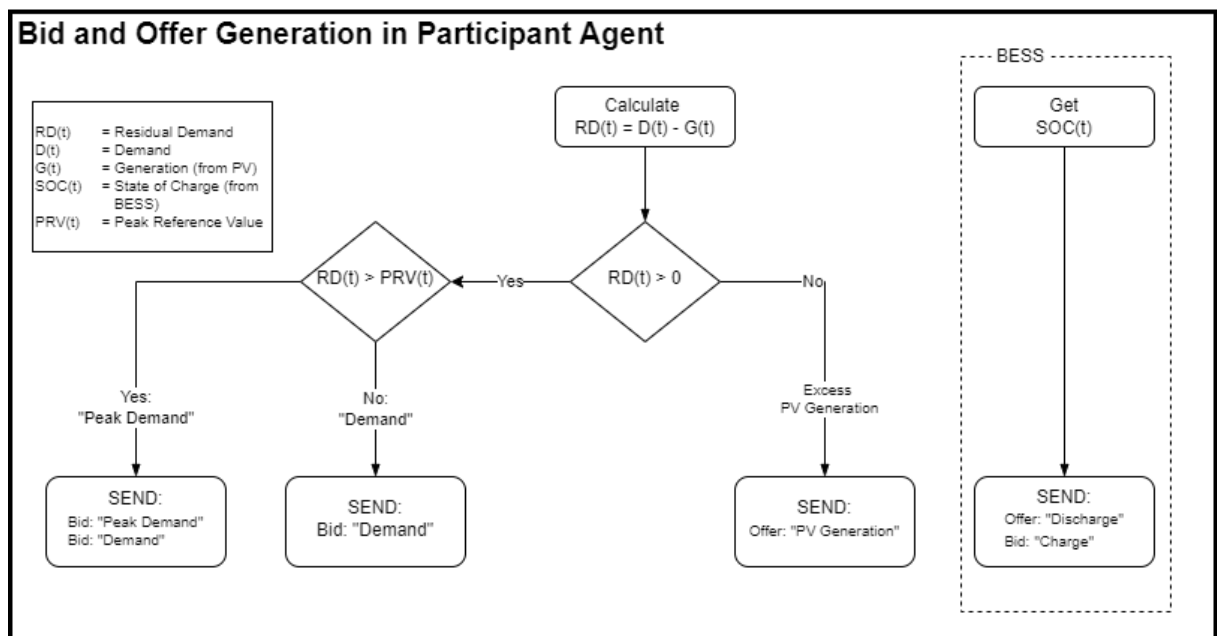 Bid and Offer Generation in Participant Agent
BESS
RD(t) = Residual Demand
D(t) = Demand
G(t) = Generation (from PV)
SOC(t) = State of Charge (from
BESS)
PRV(t) = Peak Reference Value
Calculate
RD(t) = D(t) - G(t)
Get
SOC(t)
RD(t) > PRV(t)
Yes
RD(t) > 0
No
Yes:
"Peak Demand"
No:
"Demand"
Excess
PV Generation
SEND:
Bid: "Peak Demand"
Bid: "Demand"
SEND:
Bid: "Demand"
SEND:
Offer: "PV Generation"
SEND:
Offer: "Discharge"
Bid: "Charge"